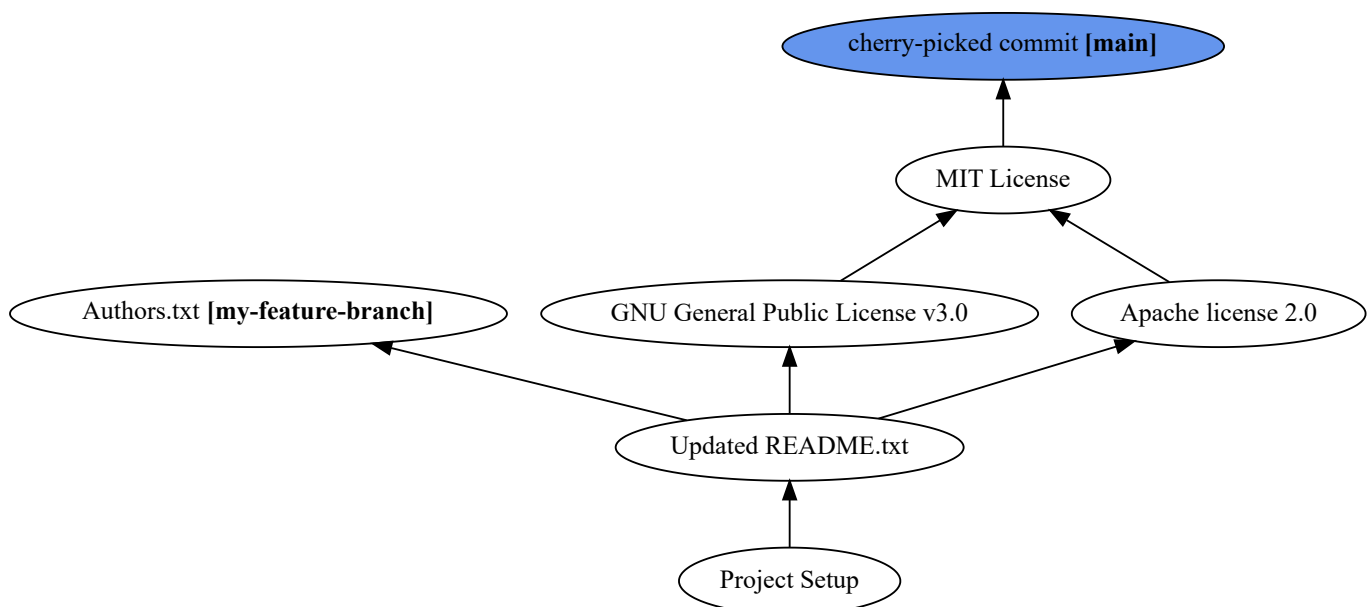 cherry-picked commit [main]
MIT License
Authors.txt [my-feature-branch]
GNU General Public License v3.0
Apache license 2.0
Updated README.txt
Project Setup